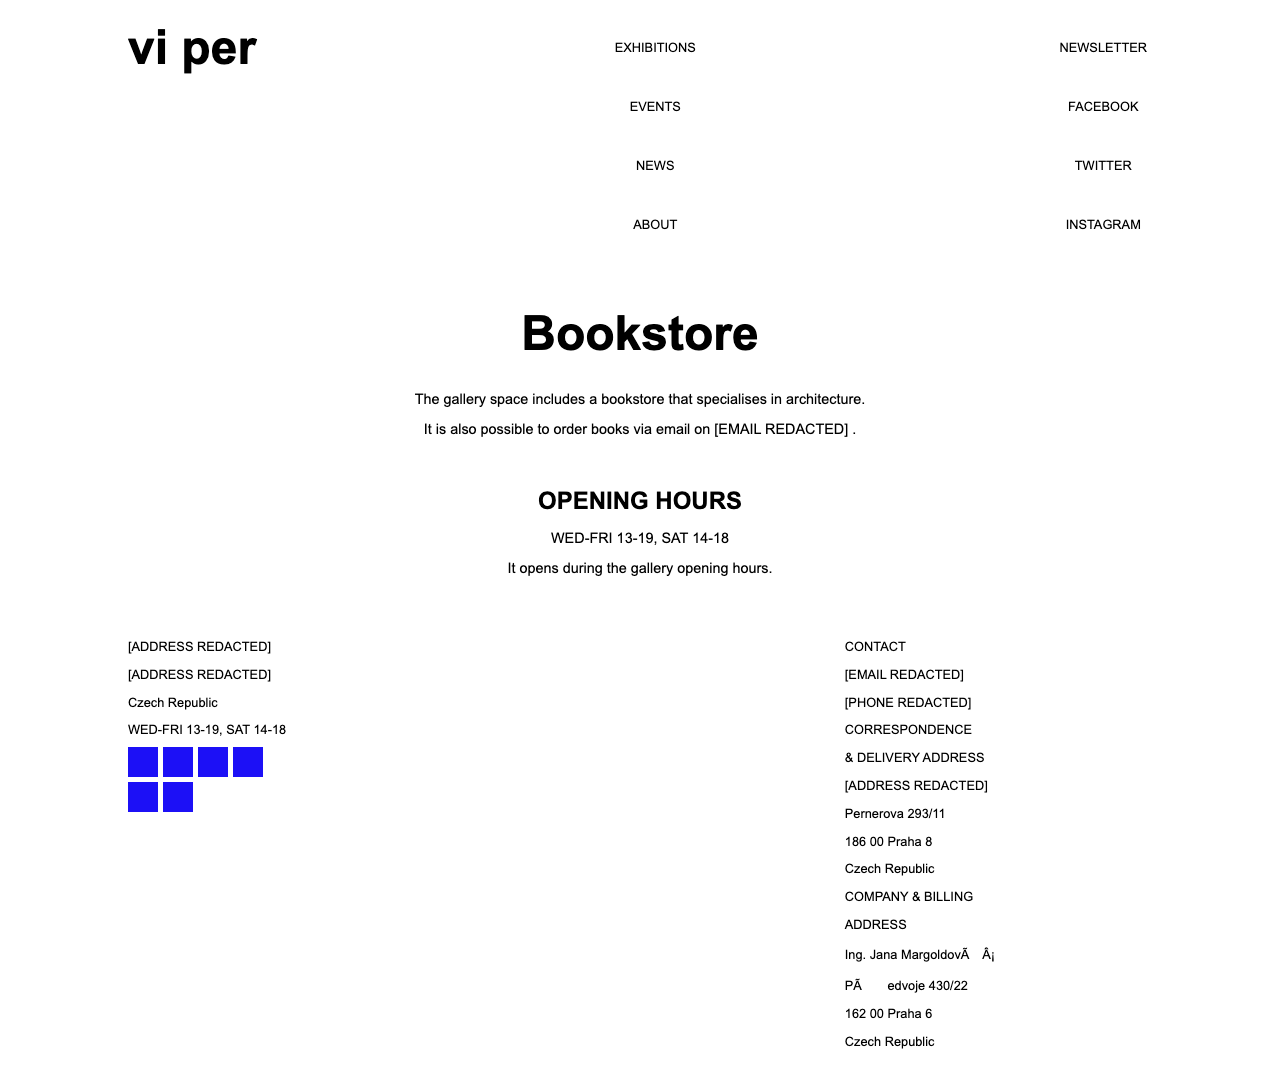 vi per
EXHIBITIONS
EVENTS
NEWS
ABOUT
NEWSLETTER
FACEBOOK
TWITTER
INSTAGRAM
Bookstore
The gallery space includes a bookstore that specialises in architecture.
It is also possible to order books via email on [EMAIL REDACTED] .
OPENING HOURS
WED-FRI 13-19, SAT 14-18
It opens during the gallery opening hours.
[ADDRESS REDACTED]
[ADDRESS REDACTED]
Czech Republic
WED-FRI 13-19, SAT 14-18
CONTACT
[EMAIL REDACTED]
[PHONE REDACTED]
CORRESPONDENCE
& DELIVERY ADDRESS
[ADDRESS REDACTED]
Pernerova 293/11
186 00 Praha 8
Czech Republic
COMPANY & BILLING
ADDRESS
Ing. Jana MargoldovÃ Â¡
PÃ edvoje 430/22
162 00 Praha 6
Czech Republic